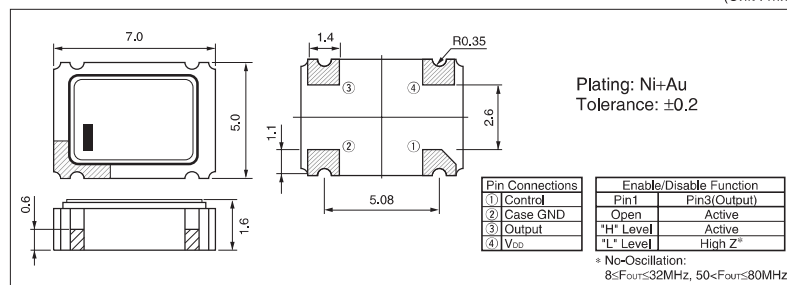 7.0
5.0
0.6
1.6
1.4
R0.35
③
④
②
①
1.1
2.6
5.08
Plating: Ni+Au
Tolerance: ±0.2
Pin Connections
① Control
② Case GND
③ Output
④ VDD
Enable/Disable Function
Pin1 Pin3(Output)
Open Active
"H" Level Active
"L" Level High Z*
* No-Oscillation:
8≤FOUT≤32MHz, 50<FOUT≤80MHz